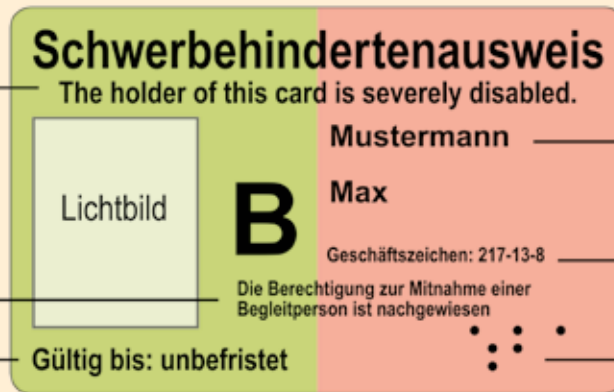 Schwerbehindertenausweis
The holder of this card is severely disabled.
Mustermann
Max
Lichtbild
B
Geschäftszeichen: 217-13-8
Die Berechtigung zur Mitnahme einer
Begleitperson ist nachgewiesen
Gültig bis: unbefristet